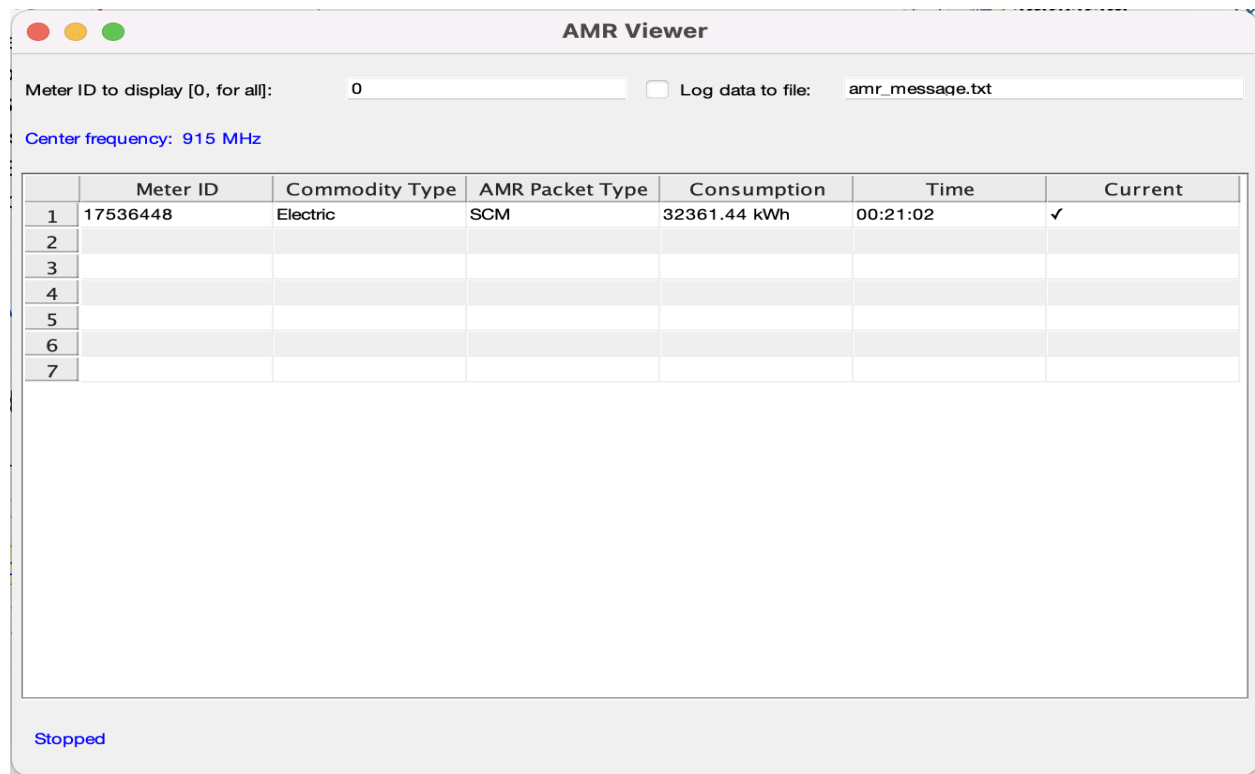 AMR Viewer
Meter ID to display [0, for all]: 0 Log data to file: amr_message.txt
Center frequency: 915 MHz
Meter ID Commodity Type AMR Packet Type Consumption Time Current
1 17536448 Electric SCM 32361.44 kWh 00:21:02 ✓
2
3
4
5
6
7
Stopped